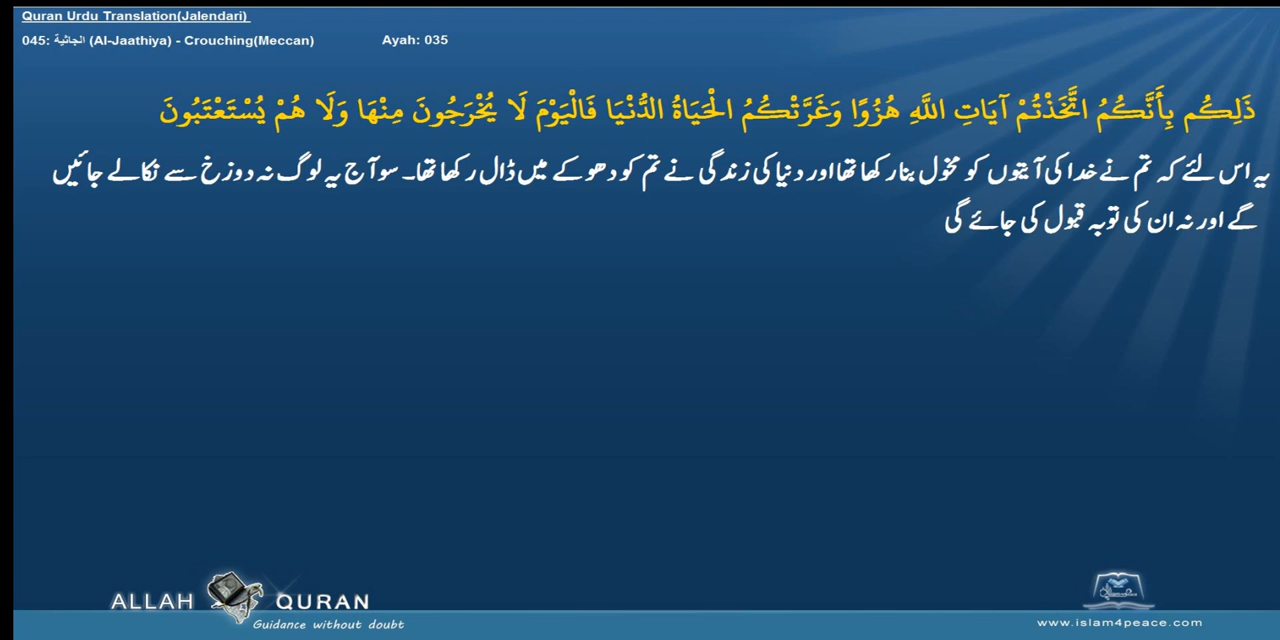 Quran Urdu Translation(Jalendari)
045: الجاثية (Al-Jaathiya) - Crouching(Meccan) Ayah: 035
ذَلِكُم بِأَنَّكُمُ اتَّخَذْتُمْ آيَاتِ اللَّهِ هُزُوًا وَغَرَّتْكُمُ الْحَيَاةُ الدُّنْيَا فَالْيَوْمَ لَا يُخْرَجُونَ مِنْهَا وَلَا هُمْ يُسْتَعْتَبُونَ
یہ اس لئے کہ تم نے خدا کی آیتوں کو مخول بنا رکھا تھا اور دنیا کی زندگی نے تم کو دھوکے میں ڈال رکھا تھا۔ سو آج یہ لوگ نہ دوزخ سے نکالے جائیں
گے اور نہ ان کی توبہ قبول کی جائے گی
ALLAH QURAN
Guidance without doubt
www.islam4peace.com